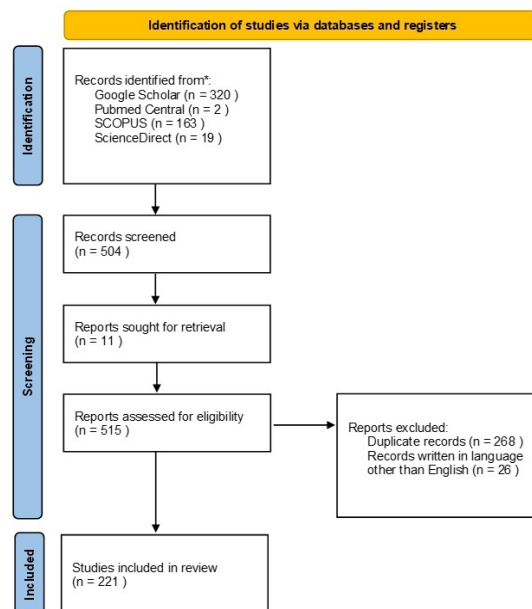 Identification of studies via databases and registers
Identification
Records identified from*:
Google Scholar (n = 320 )
Pubmed Central (n = 2 )
SCOPUS (n = 163 )
ScienceDirect (n = 19 )
Screening
Records screened
(n = 504 )
Reports sought for retrieval
(n = 11 )
Reports assessed for eligibility
(n = 515 )
Reports excluded:
Duplicate records (n = 268 )
Records written in language
other than English (n = 26 )
Included
Studies included in review
(n = 221 )